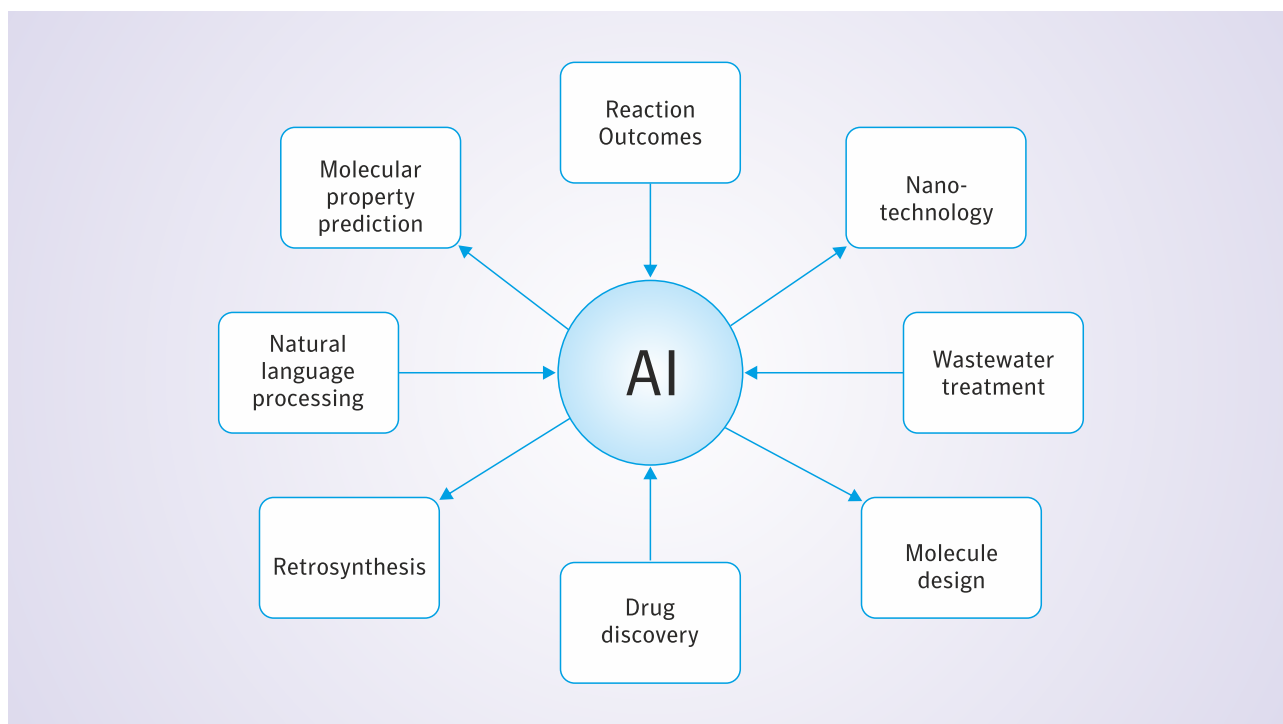 Reaction
Outcomes
Molecular
property
prediction
Nano-
technology
Natural
language
processing
AI
Wastewater
treatment
Retrosynthesis
Molecule
design
Drug
discovery